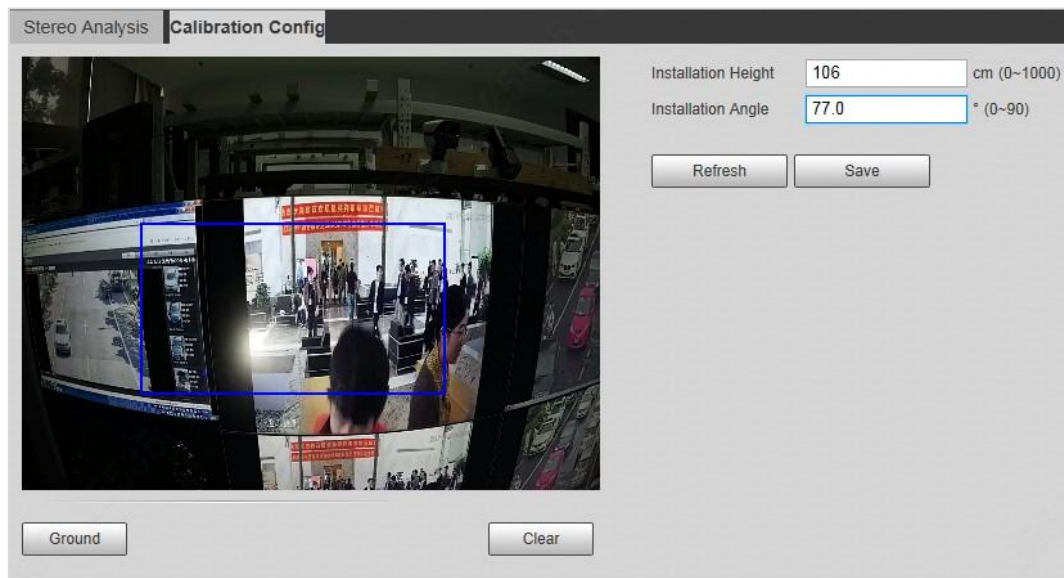 Stereo Analysis
Calibration Config
Installation Height 106 cm (0~1000)
Installation Angle 77.0 ° (0~90)
Refresh Save
Ground Clear